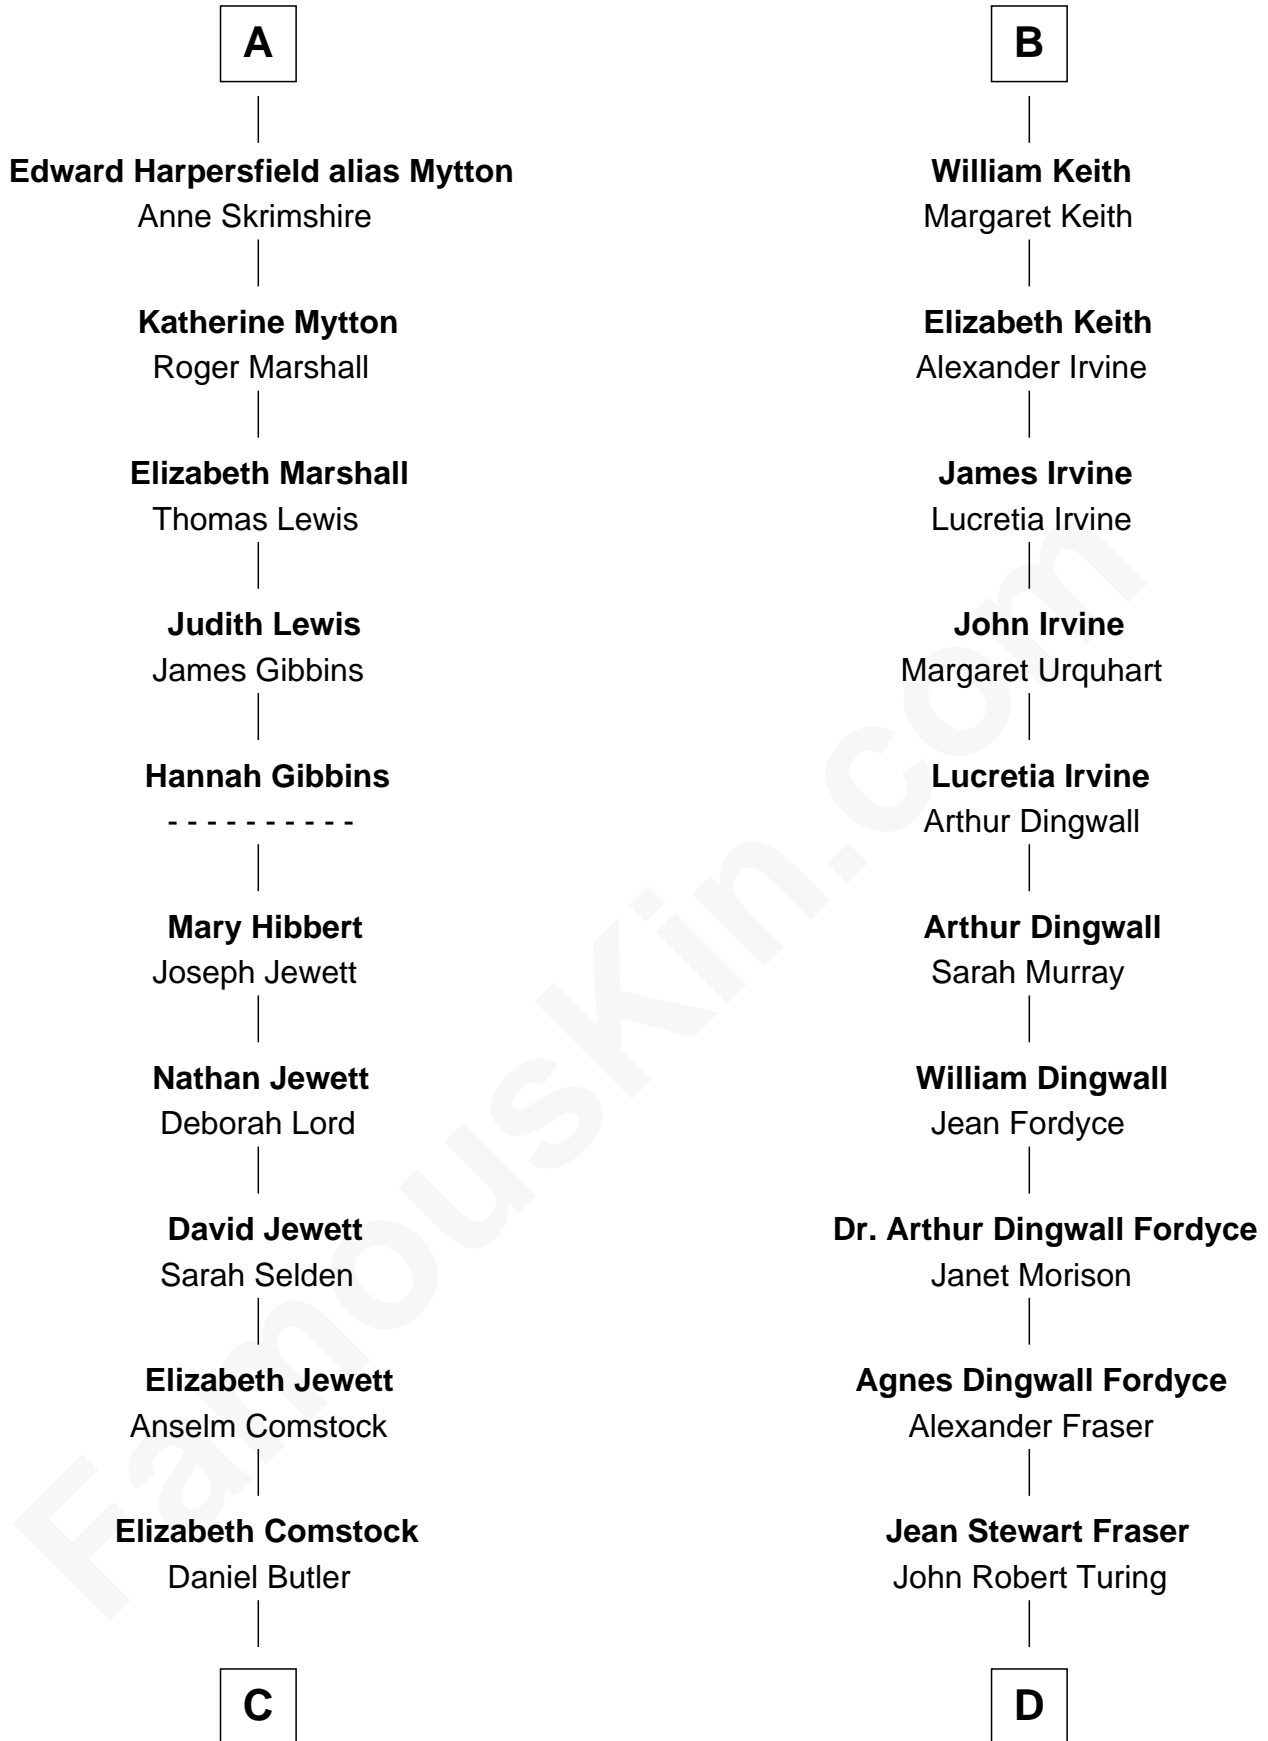 A
Edward Harpersfield alias Mytton
Anne Skrimshire
Katherine Mytton
Roger Marshall
Elizabeth Marshall
Thomas Lewis
Judith Lewis
James Gibbins
Hannah Gibbins
- - - - - - - - - -
Mary Hibbert
Joseph Jewett
Nathan Jewett
Deborah Lord
David Jewett
Sarah Selden
Elizabeth Jewett
Anselm Comstock
Elizabeth Comstock
Daniel Butler
C
B
William Keith
Margaret Keith
Elizabeth Keith
Alexander Irvine
James Irvine
Lucretia Irvine
John Irvine
Margaret Urquhart
Lucretia Irvine
Arthur Dingwall
Arthur Dingwall
Sarah Murray
William Dingwall
Jean Fordyce
Dr. Arthur Dingwall Fordyce
Janet Morison
Agnes Dingwall Fordyce
Alexander Fraser
Jean Stewart Fraser
John Robert Turing
D
FamousKin.com